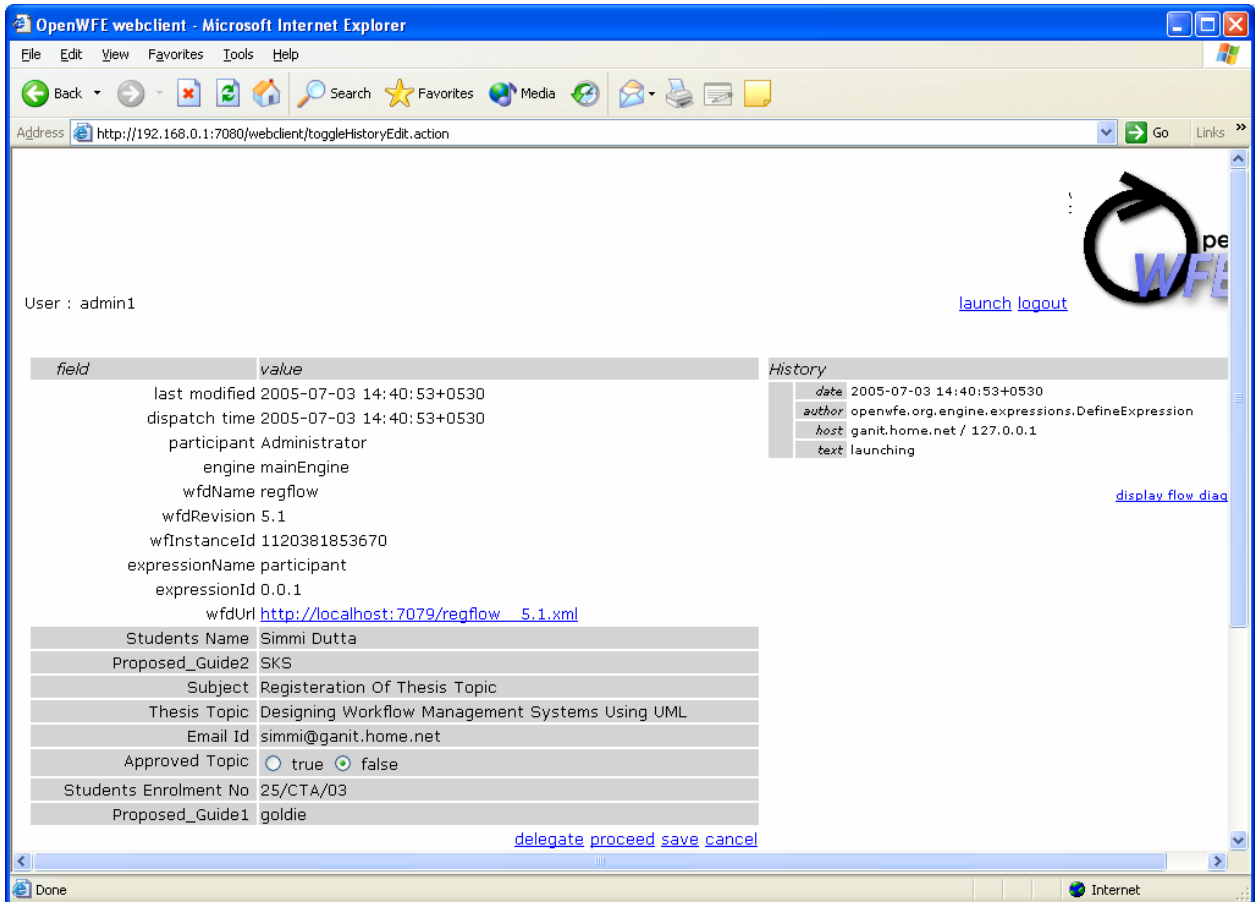 OpenWFE webclient - Microsoft Internet Explorer
File Edit View Favorites Tools Help
Back Search Favorites Media
Address http://192.168.0.1:7080/webclient/toggleHistoryEdit.action Go Links »
pe
WFE
User : admin1 launch logout
field value
last modified 2005-07-03 14:40:53+0530
dispatch time 2005-07-03 14:40:53+0530
participant Administrator
engine mainEngine
wfdName regflow
wfdRevision 5.1
wfInstanceId 1120381853670
expressionName participant
expressionId 0.0.1
wfdUrl http://localhost:7079/regflow__5.1.xml
Students Name Simmi Dutta
Proposed_Guide2 SKS
Subject Registeration Of Thesis Topic
Thesis Topic Designing Workflow Management Systems Using UML
Email Id simmi@ganit.home.net
Approved Topic true false
Students Enrolment No 25/CTA/03
Proposed_Guide1 goldie
delegate proceed save cancel
History
date 2005-07-03 14:40:53+0530
author openwfe.org.engine.expressions.DefineExpression
host ganit.home.net / 127.0.0.1
text launching
display flow diag
Done Internet